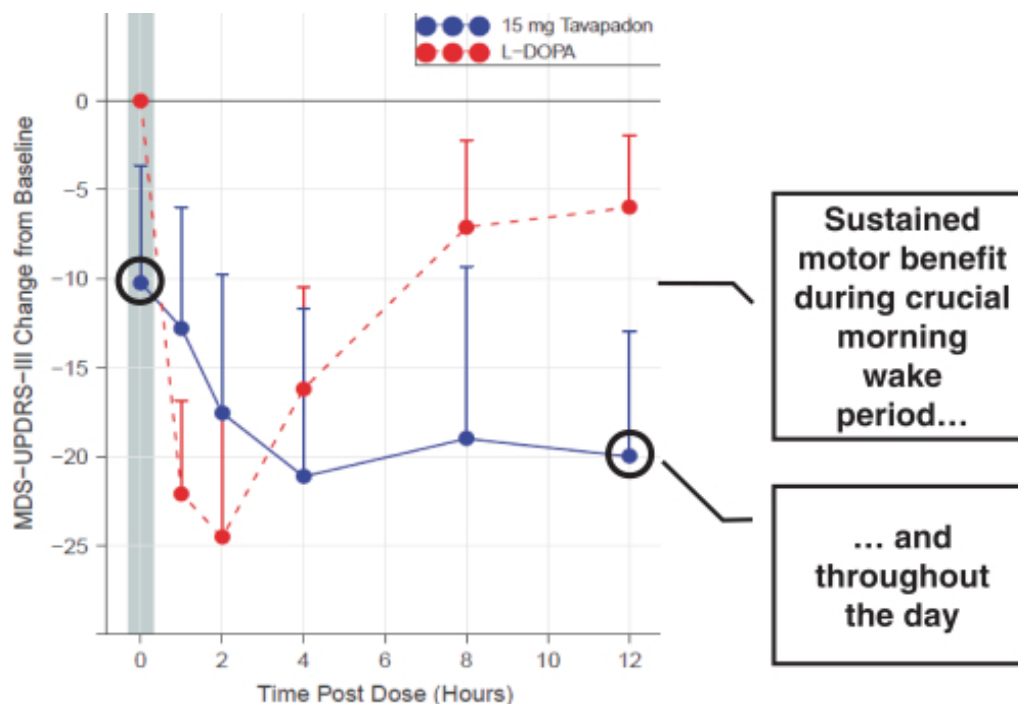 15 mg Tavapadon
L-DOPA
MDS-UPDRS-III Change from Baseline
0
-5
-10
-15
-20
-25
0
2
4
6
8
10
12
Time Post Dose (Hours)
Sustained
motor benefit
during crucial
morning
wake
period…
… and
throughout
the day